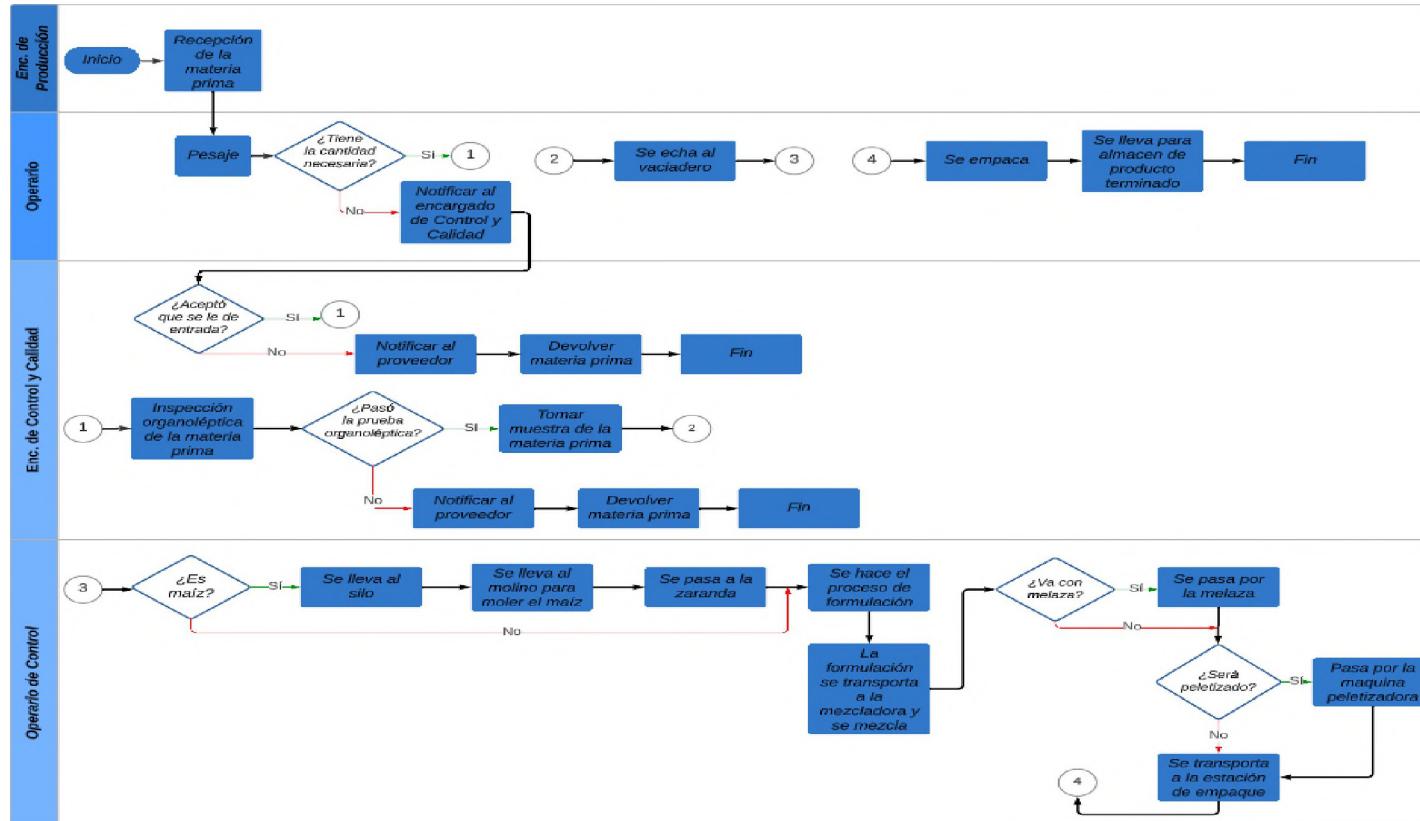 Enc. de
Producción
Inicio
Recepción
de la
materia
prima
Operario
Pesaje
¿Tiene
la cantidad
necesaria?
Si
1
No
Notificar al
encargado
de Control y
Calidad
2
Se echa al
vaciadero
3
4
Se empaca
Se lleva para
almacen de
producto
terminado
Fin
Enc. de Control y Calidad
¿Aceptó
que se le de
entrada?
Si
1
No
Notificar al
proveedor
Devolver
materia prima
Fin
1
Inspección
organoléptica
de la materia
prima
¿Pasó
la prueba
organoléptica?
Si
Tomar
muestra de la
materia prima
2
No
Notificar al
proveedor
Devolver
materia prima
Fin
Operario de Control
3
¿Es
maíz?
Sí
Se lleva al
silo
Se lleva al
molino para
moler el maíz
Se pasa a la
zaranda
No
Se hace el
proceso de
formulación
La
formulación
se transporta
a la
mezcladora y
se mezcla
¿Va con
melaza?
Sí
Se pasa por
la melaza
No
¿Será
peletizado?
Sí
Pasa por la
maquina
peletizadora
No
Se transporta
a la estación
de empaque
4